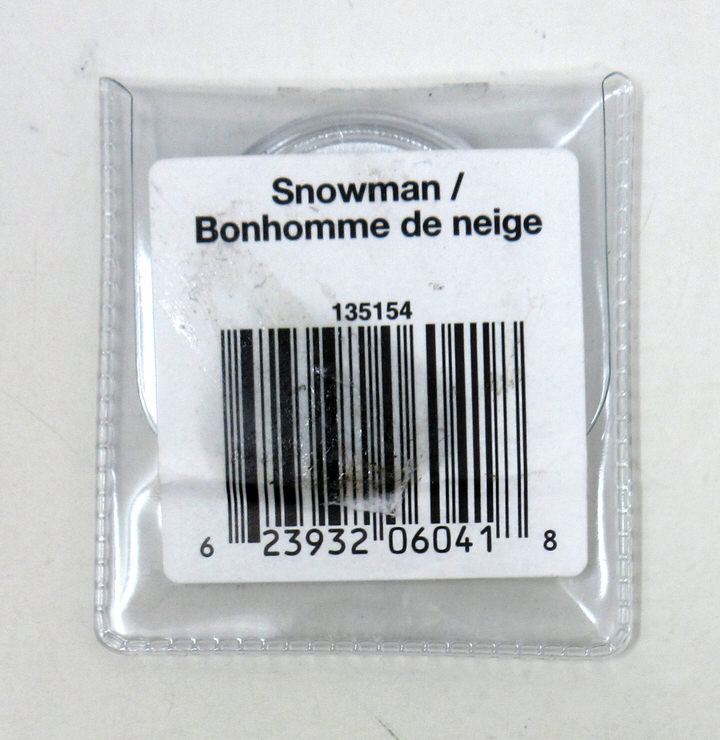 Snowman /
Bonhomme de neige
135154
6 23932 06041 8